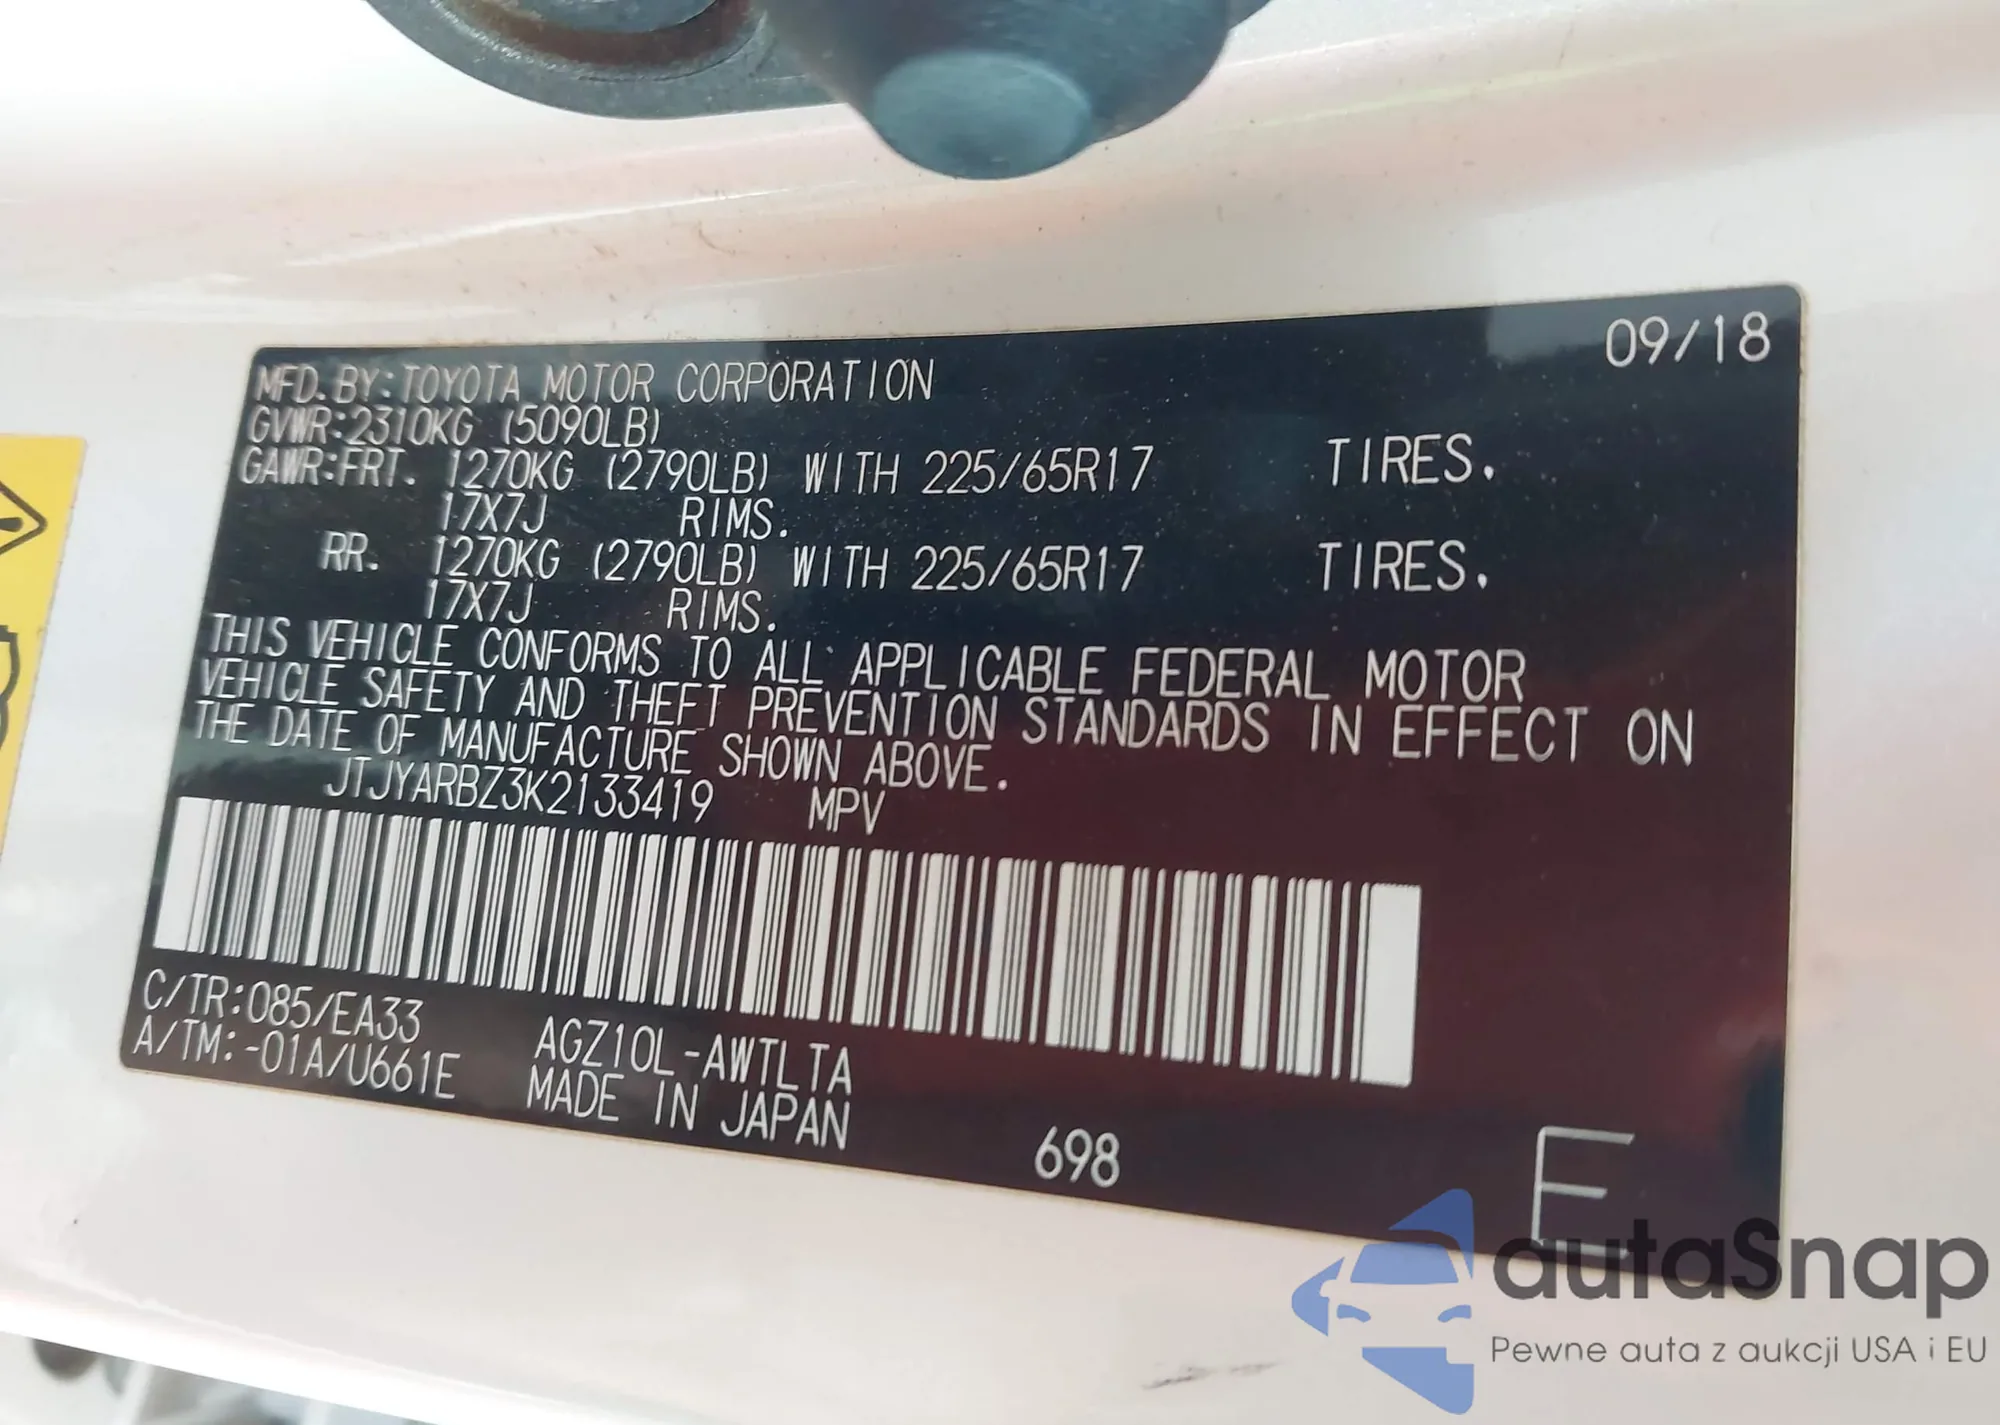 09/18
MFD. BY:TOYOTA MOTOR CORPORATION
GVWR:2310KG (5090LB)
GAWR:FRT. 1270KG (2790LB) WITH 225/65R17 TIRES.
17X7J RIMS.
RR. 1270KG (2790LB) WITH 225/65R17 TIRES.
17X7J RIMS.
THIS VEHICLE CONFORMS TO ALL APPLICABLE FEDERAL MOTOR
VEHICLE SAFETY AND THEFT PREVENTION STANDARDS IN EFFECT ON
THE DATE OF MANUFACTURE SHOWN ABOVE.
JTJYARBZ3K2133419 MPV
C/TR:085/EA33 AGZ10L-AWTLTA
A/TM:-01A/U661E MADE IN JAPAN
698 E
autaSnap
Pewne auta z aukcji USA i EU